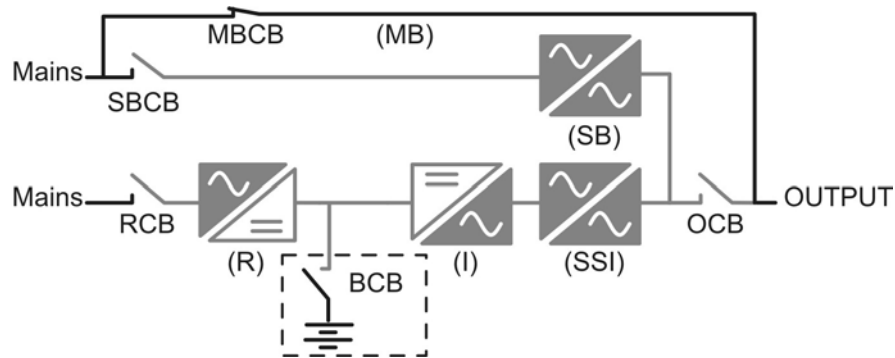 MBCB (MB)
Mains
SBCB
(SB)
Mains OUTPUT
RCB OCB
(R) (I) (SSI)
BCB